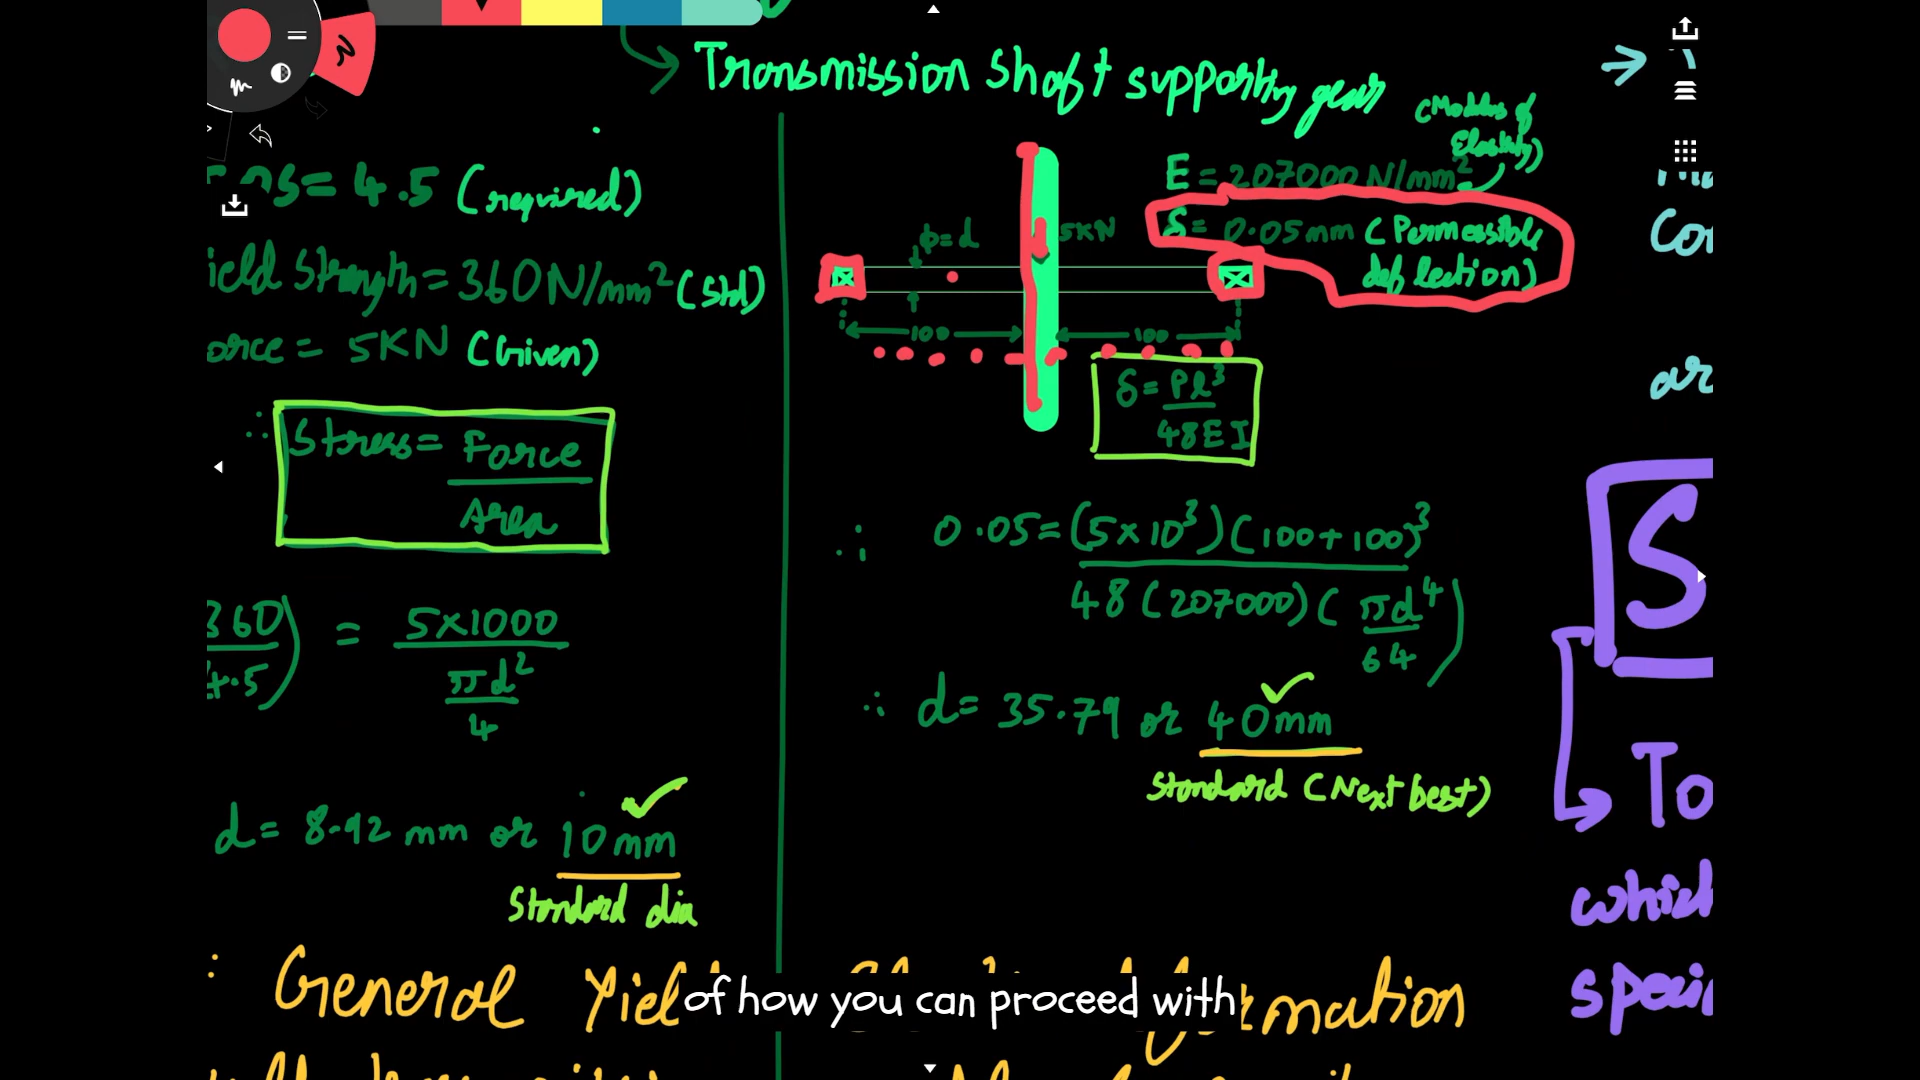 Transmission Shaft supporting gear
(Modulus of Elasticity)
= 4.5 (required)
E = 207000 N/mm²
δ = 0.05mm (Permessible deflection)
ield Strength = 360N/mm² (Std)
ϕ=d
5KN
orce = 5KN (Given)
100
100
∴ Stress = Force
Area
δ = Pl³
48EI
∴ 0.05 = (5×10³)(100+100)³
48(207000)(πd⁴
64)
360) = 5×1000
4.5) πd²
4
∴ d = 35.79 or 40mm
Standard (Next best)
d = 8.92 mm or 10mm
Standard dia
Co
ar
S
To
which
General Yiel
of how you can proceed with
mation